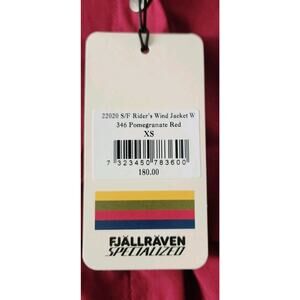 22020 S/F Rider's Wind Jacket W
346 Pomegranate Red
XS
7 323450 783600
180.00
FJÄLLRÄVEN
SPECIALIZED